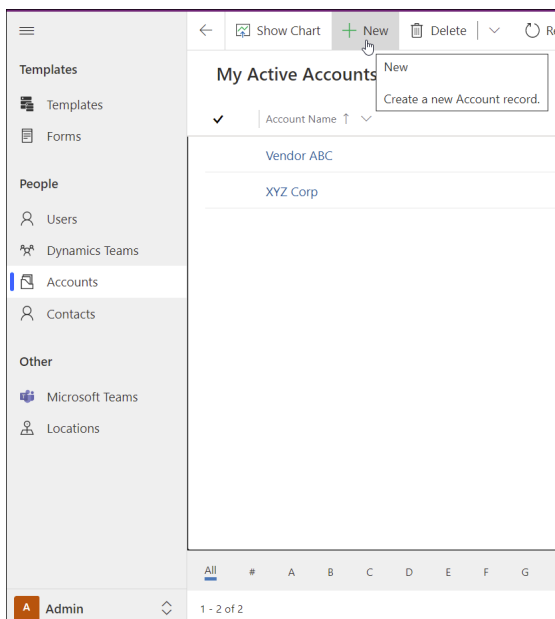 Show Chart
New
Delete
My Active Accounts
New
Create a new Account record.
Account Name
Vendor ABC
XYZ Corp
Templates
Templates
Forms
People
Users
Dynamics Teams
Accounts
Contacts
Other
Microsoft Teams
Locations
All # A B C D E F G
A Admin
1 - 2 of 2